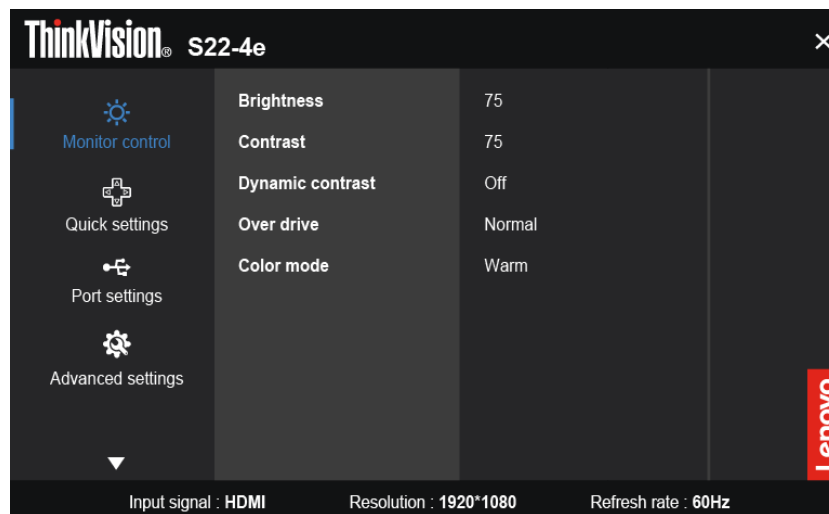 ThinkVision® S22-4e
Monitor control
Quick settings
Port settings
Advanced settings
Brightness 75
Contrast 75
Dynamic contrast Off
Over drive Normal
Color mode Warm
Lenovo
Input signal : HDMI Resolution : 1920*1080 Refresh rate : 60Hz